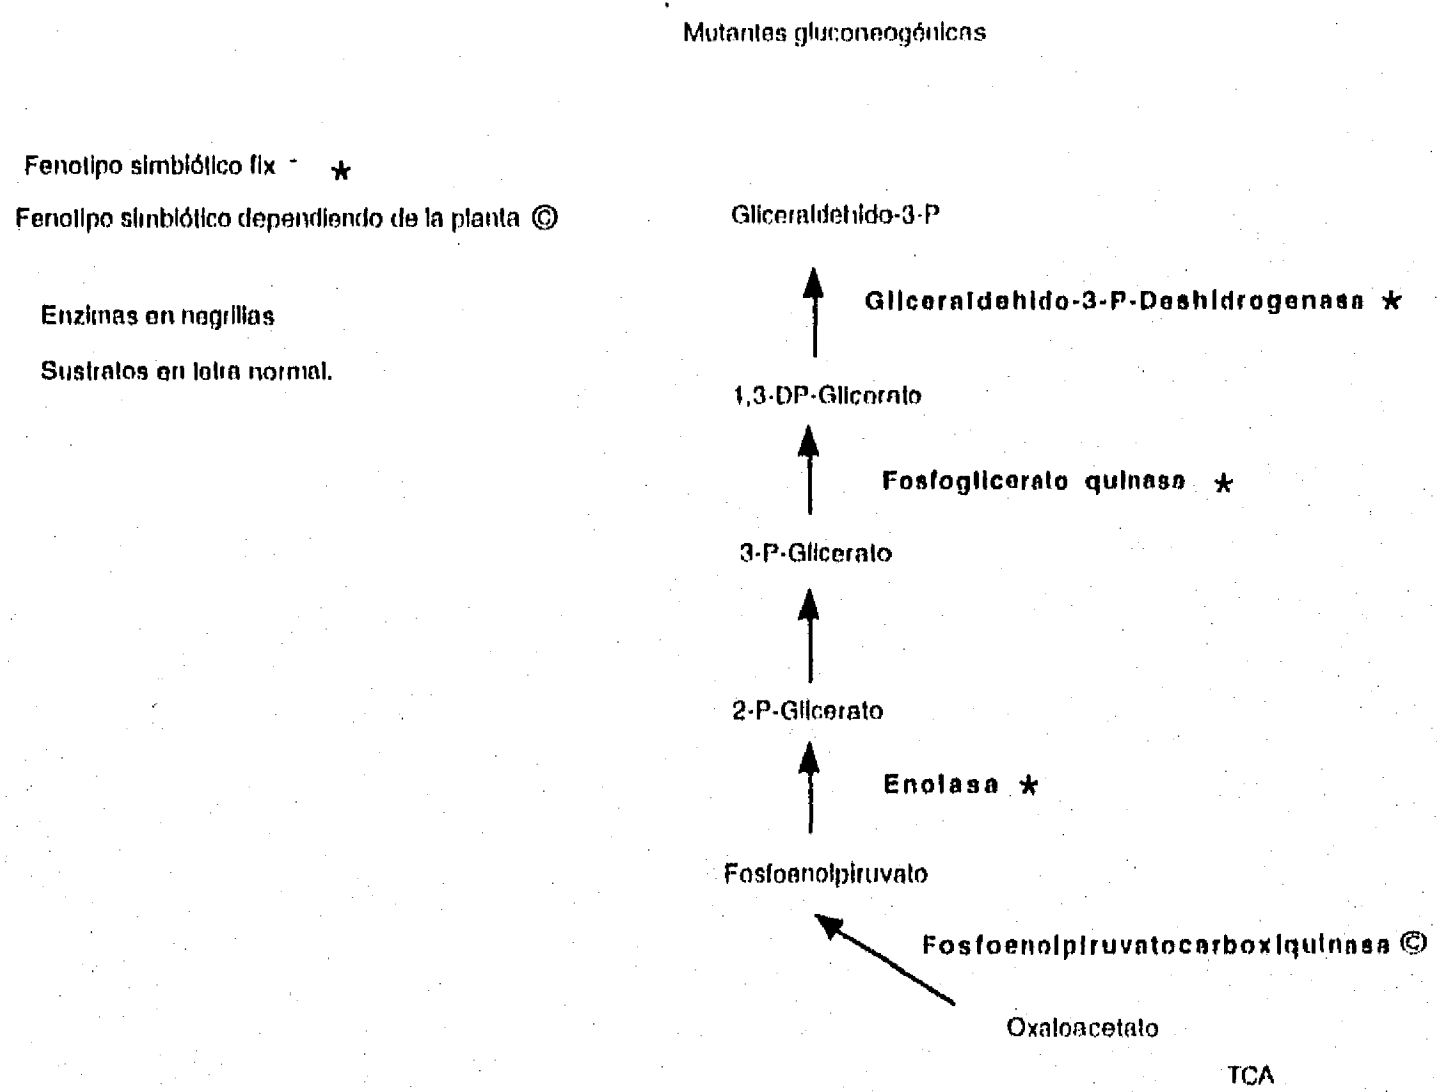 Mutantes gluconeogénicas
Fenotipo simbiótico fix - ★
Fenotipo simbiótico dependiendo de la planta ©
Enzimas en negrillas
Sustratos en letra normal.
Gliceraldehido-3-P
Gliceraldehido-3-P-Deshidrogenasa ★
1,3-DP-Glicerato
Fosfoglicerato quinasa ★
3-P-Glicerato
2-P-Glicerato
Enolasa ★
Fosfoenolpiruvato
Fosfoenolpiruvatocarboxiquinasa ©
Oxaloacetato
TCA